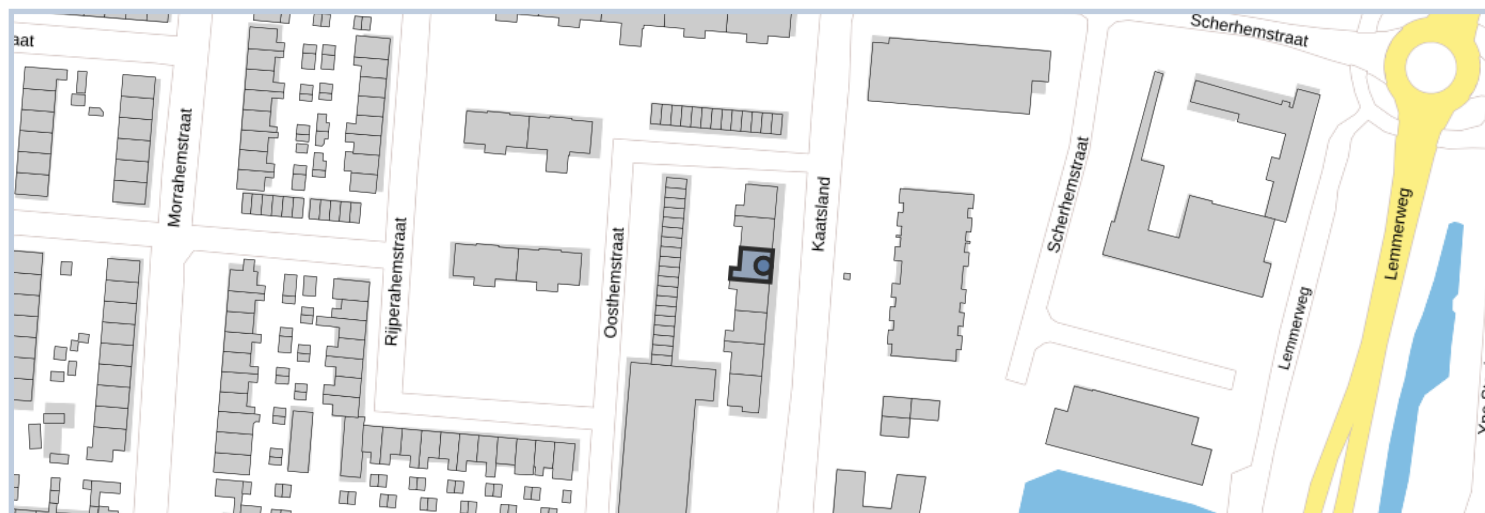 Scherhemstraat
aat
Morrahemstraat
Rijperahemstraat
Oosthemstraat
Kaatsland
Scherhemstraat
Lemmerweg
Lemmerweg